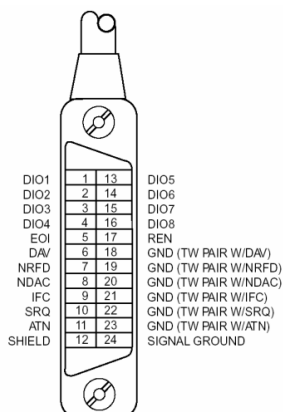 DIO1 1 13 DIO5
DIO2 2 14 DIO6
DIO3 3 15 DIO7
DIO4 4 16 DIO8
EOI 5 17 REN
DAV 6 18 GND (TW PAIR W/DAV)
NRFD 7 19 GND (TW PAIR W/NRFD)
NDAC 8 20 GND (TW PAIR W/NDAC)
IFC 9 21 GND (TW PAIR W/IFC)
SRQ 10 22 GND (TW PAIR W/SRQ)
ATN 11 23 GND (TW PAIR W/ATN)
SHIELD 12 24 SIGNAL GROUND